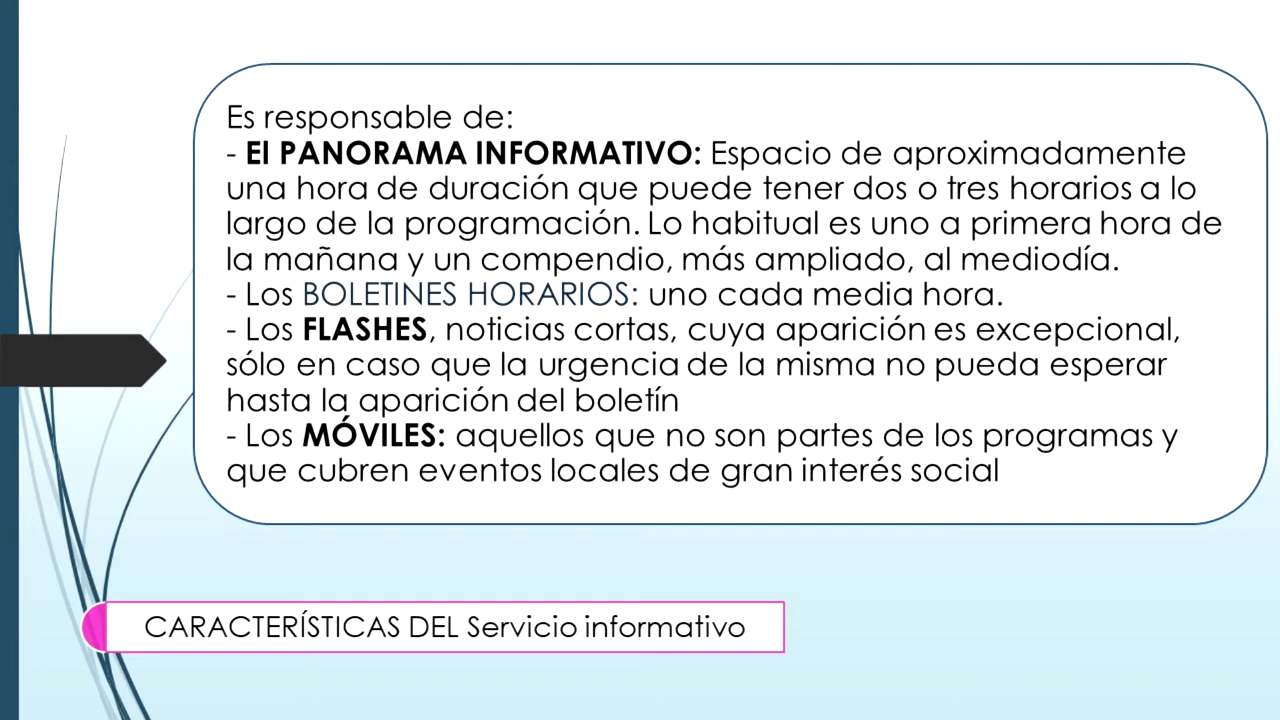 Es responsable de:
- El PANORAMA INFORMATIVO: Espacio de aproximadamente
una hora de duración que puede tener dos o tres horarios a lo
largo de la programación. Lo habitual es uno a primera hora de
la mañana y un compendio, más ampliado, al mediodía.
- Los BOLETINES HORARIOS: uno cada media hora.
- Los FLASHES, noticias cortas, cuya aparición es excepcional,
sólo en caso que la urgencia de la misma no pueda esperar
hasta la aparición del boletín
- Los MÓVILES: aquellos que no son partes de los programas y
que cubren eventos locales de gran interés social
CARACTERÍSTICAS DEL Servicio informativo